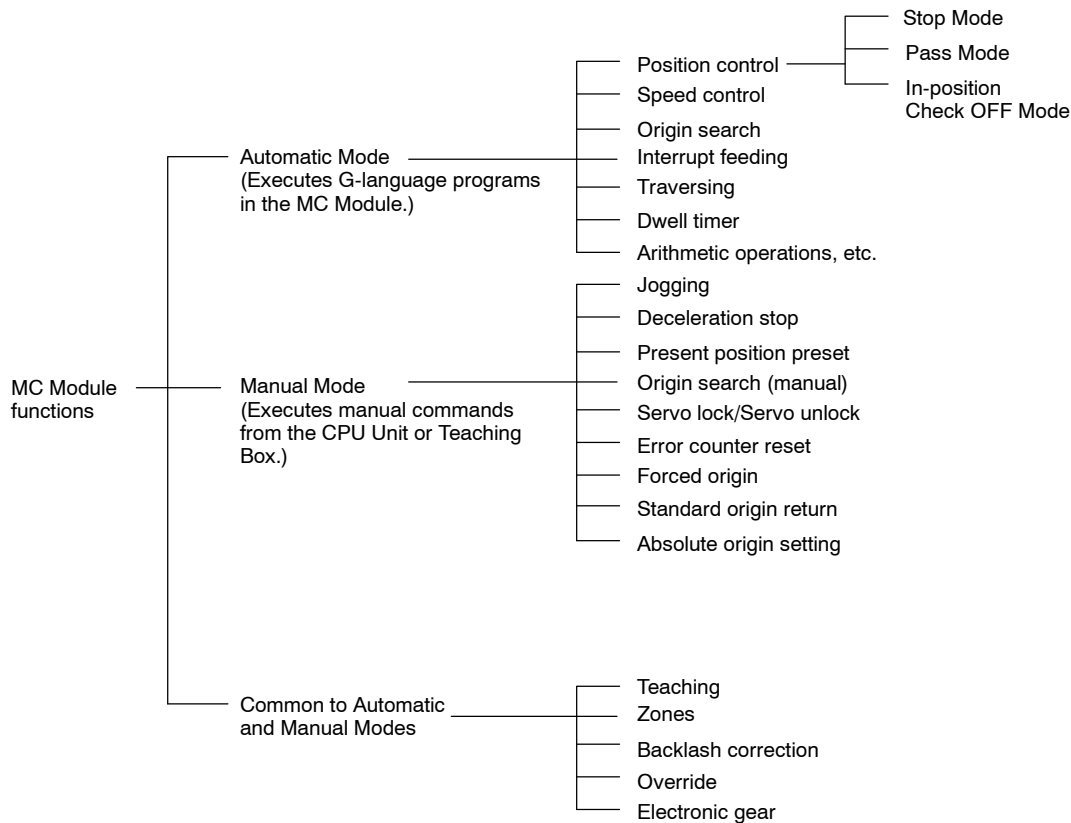 MC Module
functions
Automatic Mode
(Executes G-language programs
in the MC Module.)
Position control
Stop Mode
Pass Mode
In-position
Check OFF Mode
Speed control
Origin search
Interrupt feeding
Traversing
Dwell timer
Arithmetic operations, etc.
Manual Mode
(Executes manual commands
from the CPU Unit or Teaching
Box.)
Jogging
Deceleration stop
Present position preset
Origin search (manual)
Servo lock/Servo unlock
Error counter reset
Forced origin
Standard origin return
Absolute origin setting
Common to Automatic
and Manual Modes
Teaching
Zones
Backlash correction
Override
Electronic gear